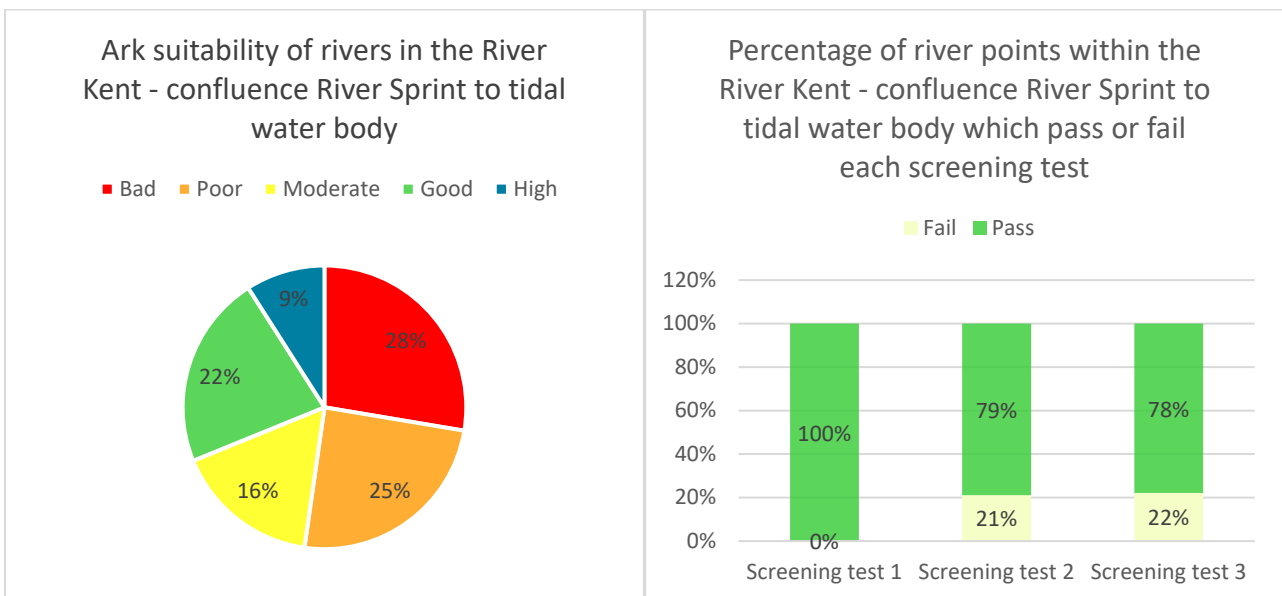 Ark suitability of rivers in the River
Kent - confluence River Sprint to tidal
water body
Bad Poor Moderate Good High
9%
28%
22%
16%
25%
Percentage of river points within the
River Kent - confluence River Sprint to
tidal water body which pass or fail
each screening test
Fail Pass
120%
100%
80%
60%
40%
20%
0%
100%
79%
78%
0%
21%
22%
Screening test 1 Screening test 2 Screening test 3